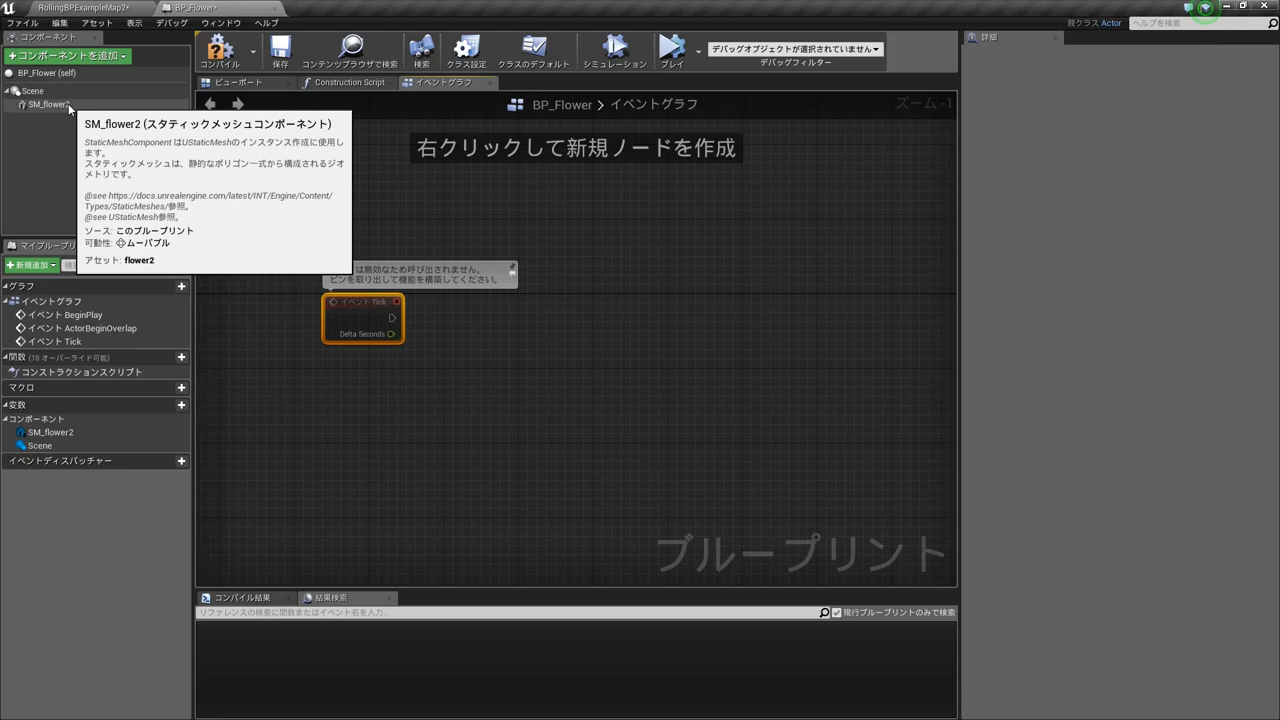 RollingBPExampleMap2*
BP_Flower*
ファイル 編集 アセット 表示 デバッグ ウィンドウ ヘルプ
親クラス Actor
ヘルプを検索
コンポーネント
+コンポーネントを追加
BP_Flower (self)
Scene
SM_flower2
SM_flower2 (スタティックメッシュコンポーネント)
StaticMeshComponent はUStaticMeshのインスタンス作成に使用し
ます。
スタティックメッシュは、静的なポリゴン一式から構成されるジオ
メトリです。
@see https://docs.unrealengine.com/latest/INT/Engine/Content/
Types/StaticMeshes/参照。
@see UStaticMesh参照。
ソース: このブループリント
可動性: ムーバブル
アセット: flower2
マイブループリ
+新規追加
グラフ
イベントグラフ
イベント BeginPlay
イベント ActorBeginOverlap
イベント Tick
関数 (18 オーバーライド可能)
コンストラクションスクリプト
マクロ
変数
コンポーネント
SM_flower2
Scene
イベントディスパッチャー
コンパイル
保存
コンテンツブラウザで検索
検索
クラス設定
クラスのデフォルト
シミュレーション
プレイ
デバッグオブジェクトが選択されていません
デバッグフィルター
ビューポート
Construction Script
イベントグラフ
BP_Flower > イベントグラフ
ズーム -1
右クリックして新規ノードを作成
は無効なため呼び出されません。
ピンを取り出して機能を構築してください。
イベント Tick
Delta Seconds
ブループリント
コンパイル結果
結果検索
リファレンスの検索に関数またはイベント名を入力...
現行ブループリントのみで検索
詳細